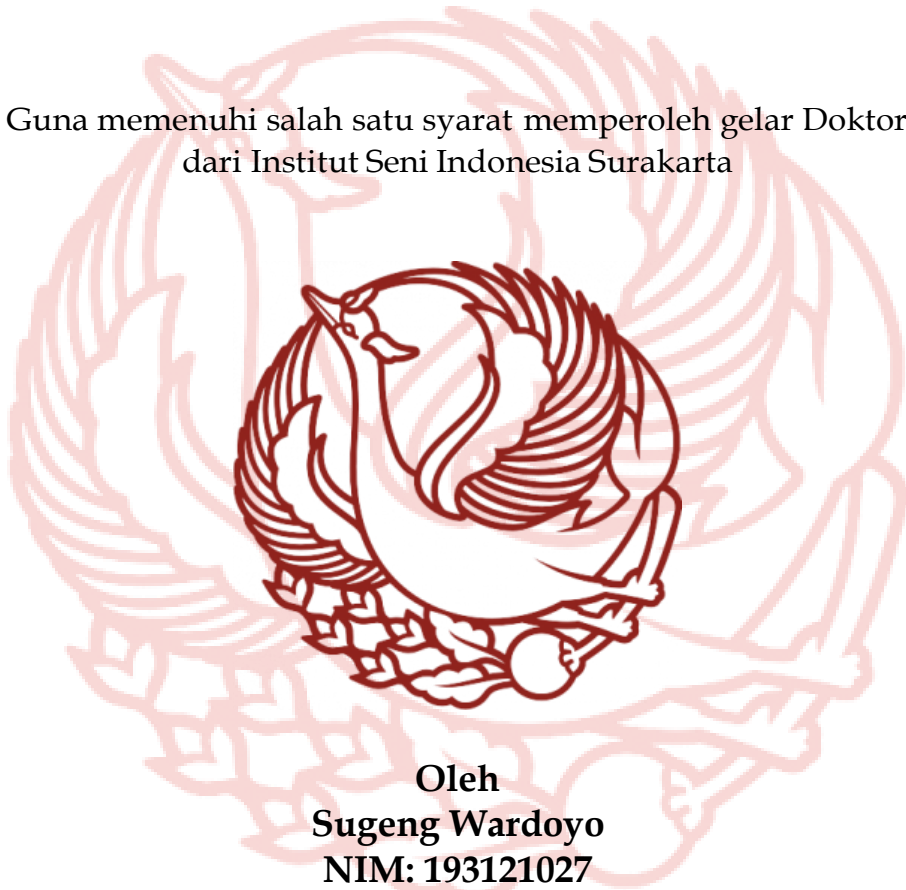 Guna memenuhi salah satu syarat memperoleh gelar Doktor
dari Institut Seni Indonesia Surakarta
Oleh
Sugeng Wardoyo
NIM: 193121027